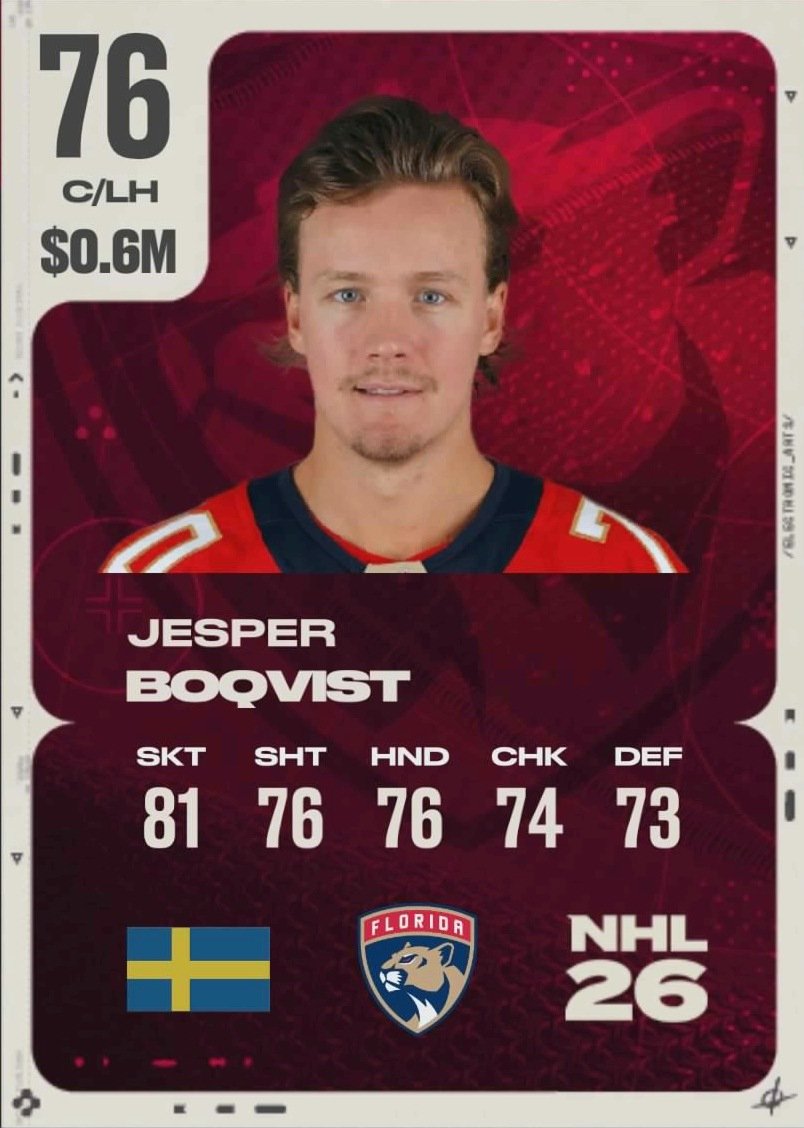 76
C/LH
$0.6M
/ELECTRONIC_ARTS/
JESPER
BOQVIST
SKT SHT HND CHK DEF
81 76 76 74 73
FLORIDA
NHL
26